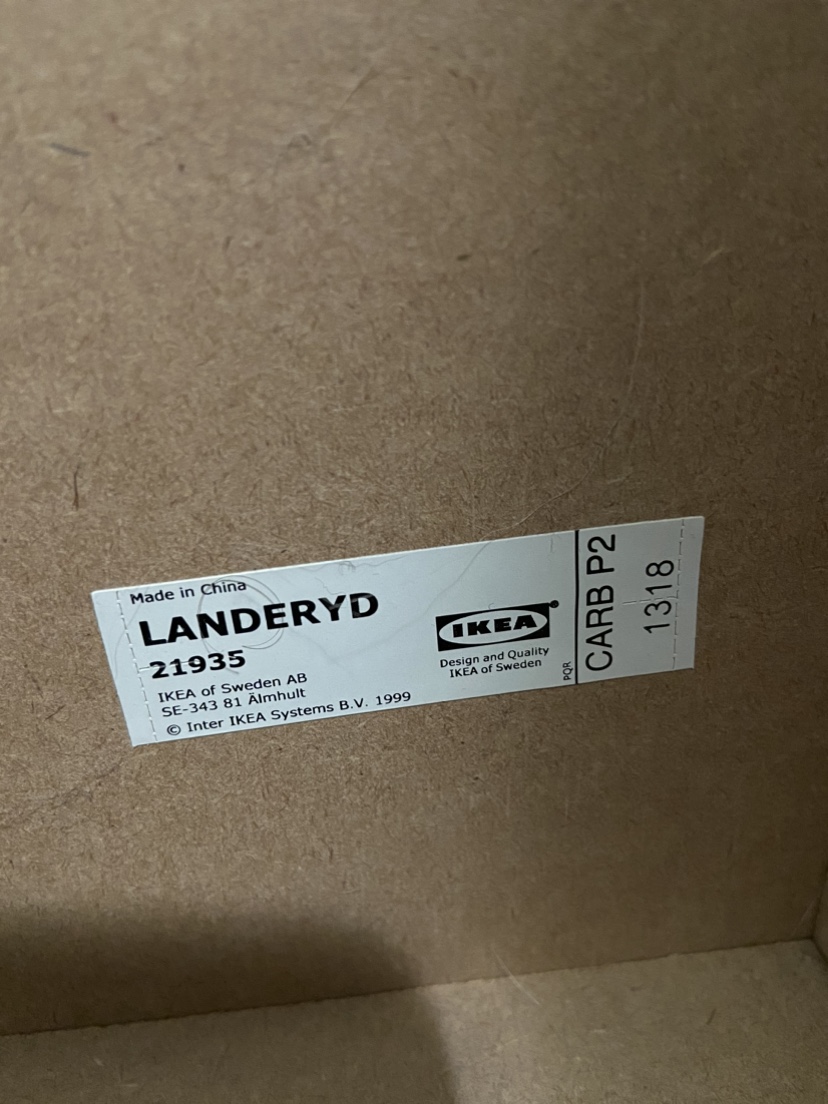 Made in China
LANDERYD
21935
IKEA of Sweden AB
SE-343 81 Älmhult
© Inter IKEA Systems B.V. 1999
IKEA®
Design and Quality
IKEA of Sweden
PQR
CARB P2
1318